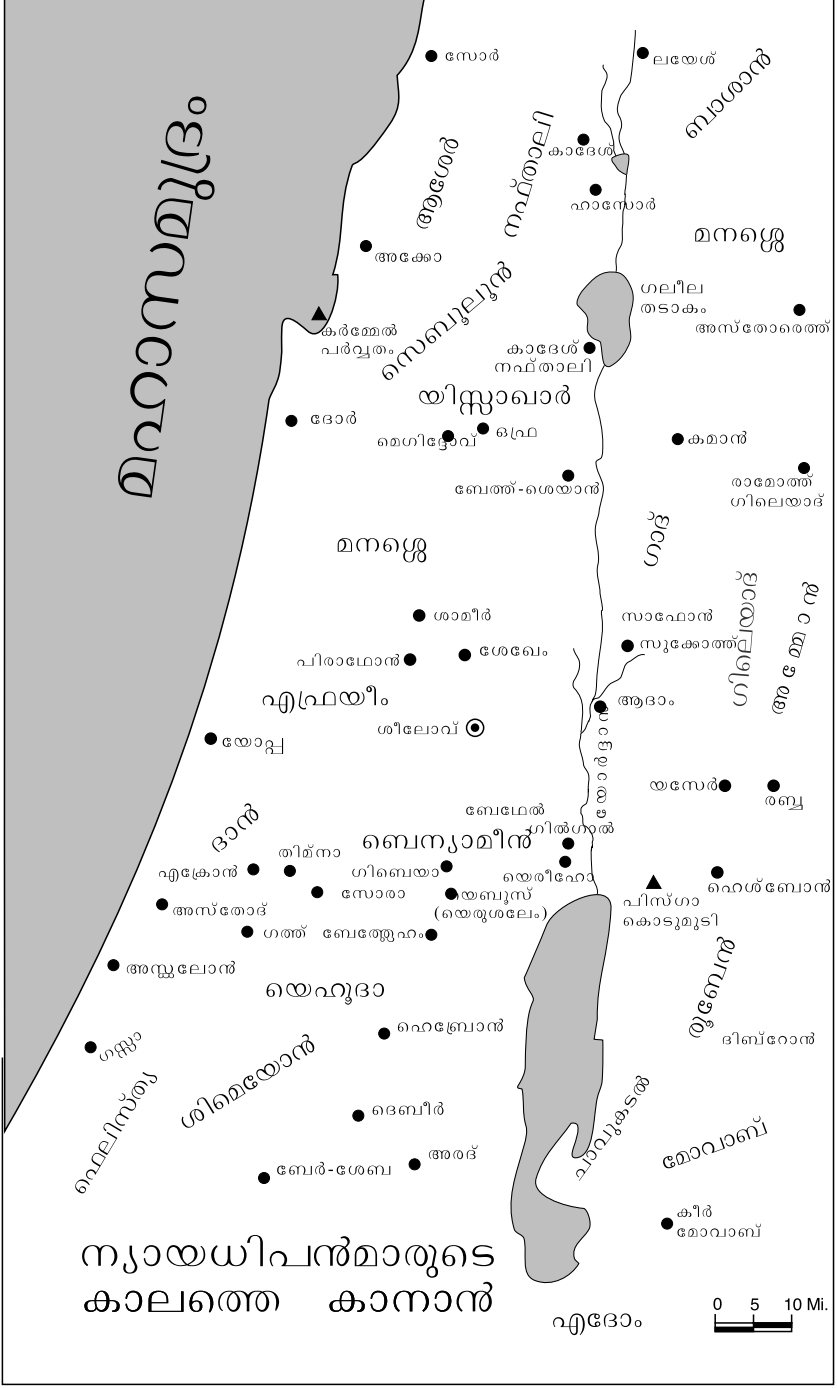 സോർ
ലയേശ്
ബാശാൻ
മഹാസമുദ്രം
ആശേർ
നഫ്താലി
കാദേശ്
ഹാസോർ
മനശ്ശെ
അക്കോ
സെബൂലൂൻ
ഗലീല
തടാകം
അസ്തോരെത്ത്
കർമ്മേൽ
പർവ്വതം
കാദേശ്
നഫ്താലി
യിസ്സാഖാർ
ദോർ
മെഗിദ്ദോവ്
ഒഫ്ര
കമാൻ
ബേത്ത്-ശെയാൻ
രാമോത്ത്
ഗിലെയാദ്
ഗാദ്
മനശ്ശെ
ഗിലെയാദ്
അമ്മോൻ
ശാമീർ
സാഫോൻ
സുക്കോത്ത്
പിരാഥോൻ
ശേഖേം
എഫ്രയീം
ആദാം
ശീലോവ്
യോർദ്ദാൻ
യോപ്പ
യസേർ
രബ്ബ
ബേഥേൽ
ദാൻ
ബെന്യാമീൻ
ഗിൽഗാൽ
തിമ്നാ
എക്രോൻ
ഗിബെയാ
യെരീഹോ
ഹെശ്ബോൻ
സോരാ
യെബൂസ്
(യെരുശലേം)
പിസ്ഗാ
കൊടുമുടി
അസ്തോദ്
ഗത്ത്
ബേത്ലേഹം
അസ്കലോൻ
യെഹൂദാ
രൂബേൻ
ഹെബ്രോൻ
ദിബ്റോൻ
ഗസ്സാ
ശിമെയോൻ
ഫെലിസ്ത്യ
ദെബീർ
ചാവുകടൽ
അരദ്
മോവാബ്
ബേർ-ശേബ
കീർ
മോവാബ്
ന്യായധിപൻമാരുടെ
കാലത്തെ കാനാൻ
എദോം
0 5 10 Mi.